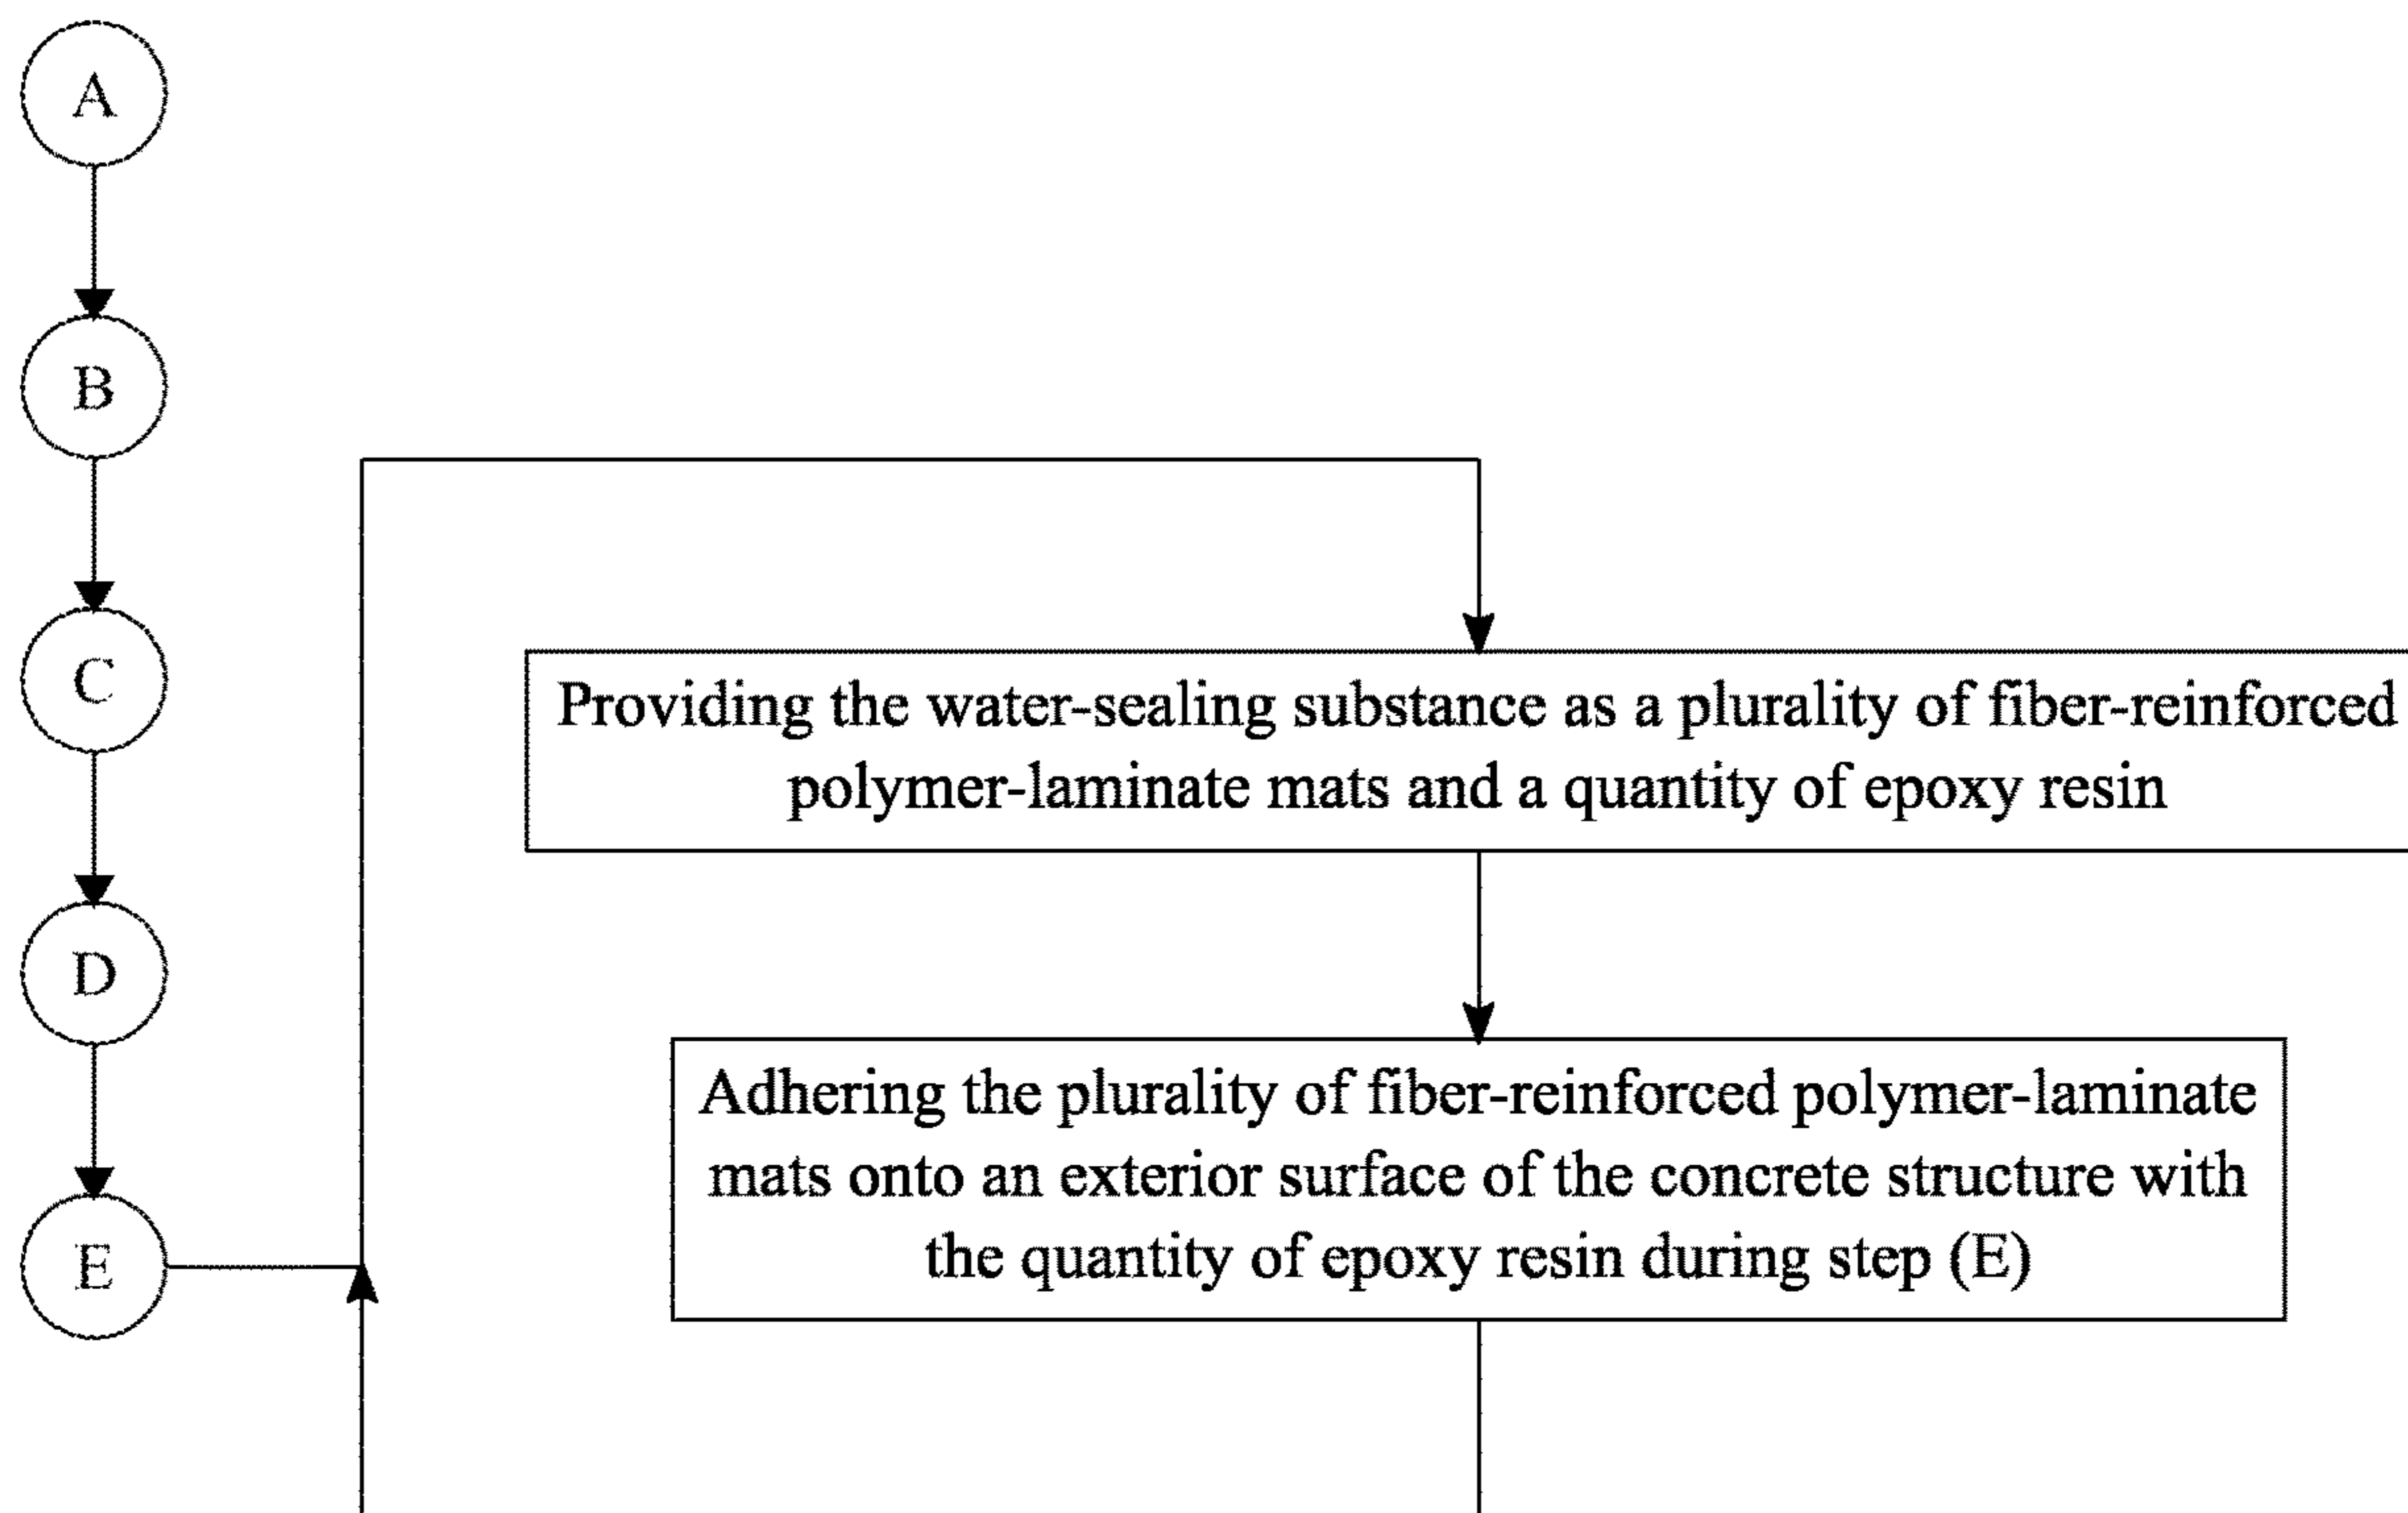 A
B
C
D
E
Providing the water-sealing substance as a plurality of fiber-reinforced
polymer-laminate mats and a quantity of epoxy resin
Adhering the plurality of fiber-reinforced polymer-laminate
mats onto an exterior surface of the concrete structure with
the quantity of epoxy resin during step (E)